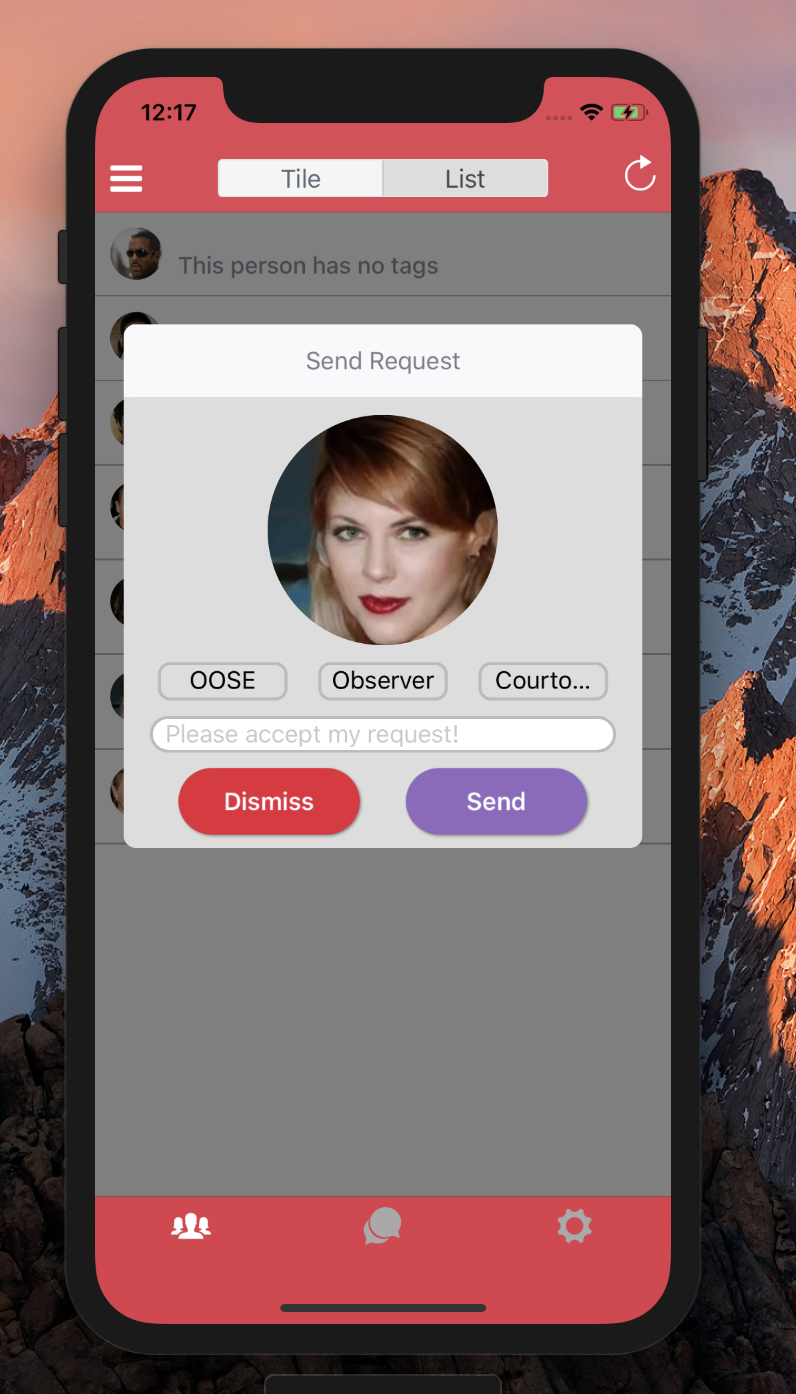 12:17
Tile List
This person has no tags
Send Request
OOSE Observer Courto...
Please accept my request!
Dismiss Send